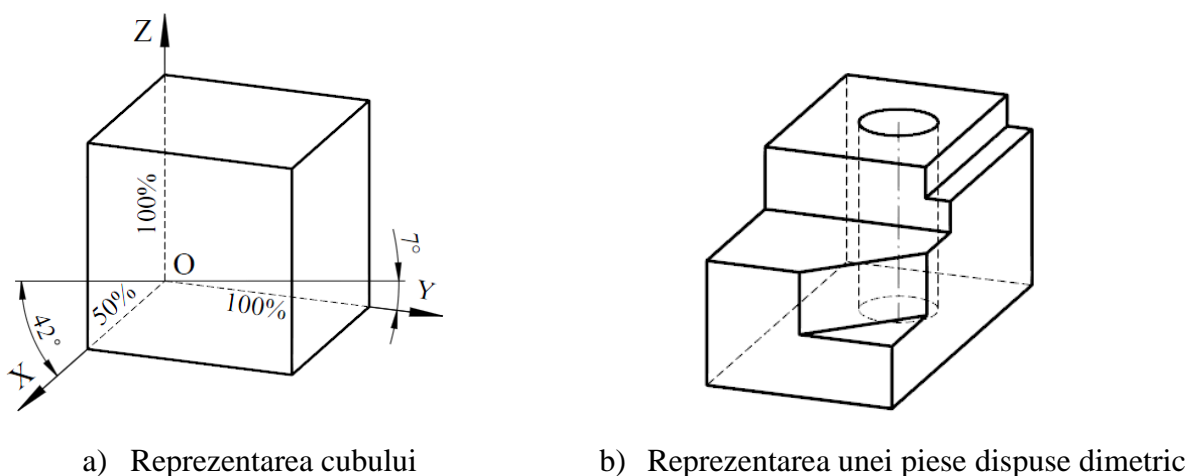 Z
100%
O
7°
50%
100%
Y
42°
X
a) Reprezentarea cubului
b) Reprezentarea unei piese dispuse dimetric